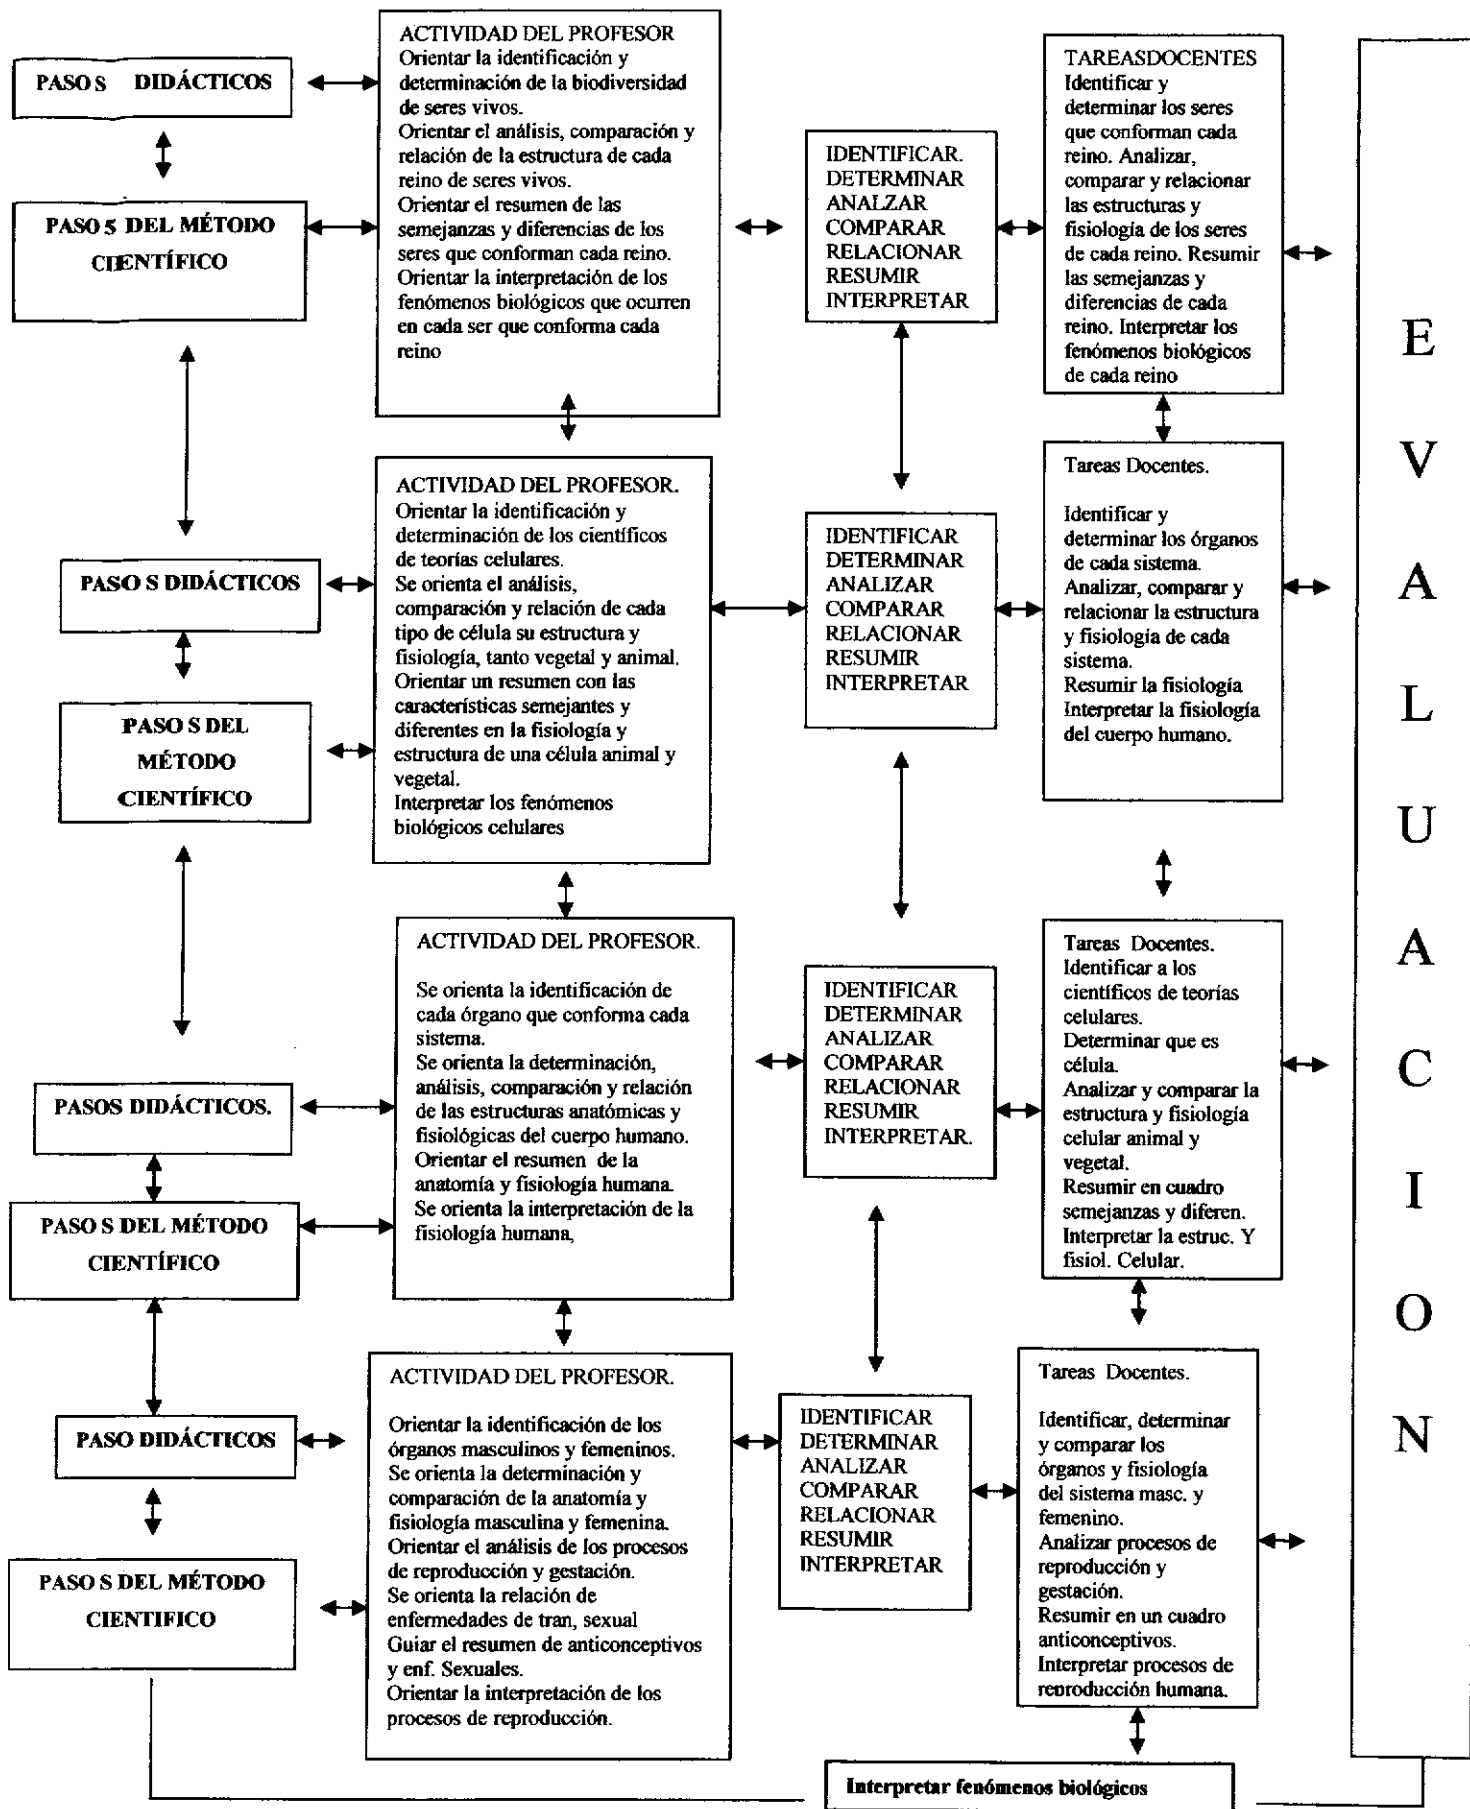 PASO S DIDÁCTICOS
PASO S DEL MÉTODO
CIENTÍFICO
ACTIVIDAD DEL PROFESOR
Orientar la identificación y
determinación de la biodiversidad
de seres vivos.
Orientar el análisis, comparación y
relación de la estructura de cada
reino de seres vivos.
Orientar el resumen de las
semejanzas y diferencias de los
seres que conforman cada reino.
Orientar la interpretación de los
fenómenos biológicos que ocurren
en cada ser que conforma cada
reino
IDENTIFICAR.
DETERMINAR
ANALZAR
COMPARAR
RELACIONAR
RESUMIR
INTERPRETAR
TAREASDOCENTES
Identificar y
determinar los seres
que conforman cada
reino. Analizar,
comparar y relacionar
las estructuras y
fisiología de los seres
de cada reino. Resumir
las semejanzas y
diferencias de cada
reino. Interpretar los
fenómenos biológicos
de cada reino
PASO S DIDÁCTICOS
PASO S DEL
MÉTODO
CIENTÍFICO
ACTIVIDAD DEL PROFESOR.
Orientar la identificación y
determinación de los científicos
de teorías celulares.
Se orienta el análisis,
comparación y relación de cada
tipo de célula su estructura y
fisiología, tanto vegetal y animal.
Orientar un resumen con las
características semejantes y
diferentes en la fisiología y
estructura de una célula animal y
vegetal.
Interpretar los fenómenos
biológicos celulares
IDENTIFICAR
DETERMINAR
ANALIZAR
COMPARAR
RELACIONAR
RESUMIR
INTERPRETAR
Tareas Docentes.
Identificar y
determinar los órganos
de cada sistema.
Analizar, comparar y
relacionar la estructura
y fisiología de cada
sistema.
Resumir la fisiología
Interpretar la fisiología
del cuerpo humano.
PASOS DIDÁCTICOS.
PASO S DEL MÉTODO
CIENTÍFICO
ACTIVIDAD DEL PROFESOR.
Se orienta la identificación de
cada órgano que conforma cada
sistema.
Se orienta la determinación,
análisis, comparación y relación
de las estructuras anatómicas y
fisiológicas del cuerpo humano.
Orientar el resumen de la
anatomía y fisiología humana.
Se orienta la interpretación de la
fisiología humana,
IDENTIFICAR
DETERMINAR
ANALIZAR
COMPARAR
RELACIONAR
RESUMIR
INTERPRETAR.
Tareas Docentes.
Identificar a los
científicos de teorías
celulares.
Determinar que es
célula.
Analizar y comparar la
estructura y fisiología
celular animal y
vegetal.
Resumir en cuadro
semejanzas y diferen.
Interpretar la estruc. Y
fisiol. Celular.
PASO DIDÁCTICOS
PASO S DEL MÉTODO
CIENTIFICO
ACTIVIDAD DEL PROFESOR.
Orientar la identificación de los
órganos masculinos y femeninos.
Se orienta la determinación y
comparación de la anatomía y
fisiología masculina y femenina.
Orientar el análisis de los procesos
de reproducción y gestación.
Se orienta la relación de
enfermedades de tran, sexual
Guiar el resumen de anticonceptivos
y enf. Sexuales.
Orientar la interpretación de los
procesos de reproducción.
IDENTIFICAR
DETERMINAR
ANALIZAR
COMPARAR
RELACIONAR
RESUMIR
INTERPRETAR
Tareas Docentes.
Identificar, determinar
y comparar los
órganos y fisiología
del sistema masc. y
femenino.
Analizar procesos de
reproducción y
gestación.
Resumir en un cuadro
anticonceptivos.
Interpretar procesos de
reproducción humana.
Interpretar fenómenos biológicos
E
V
A
L
U
A
C
I
O
N